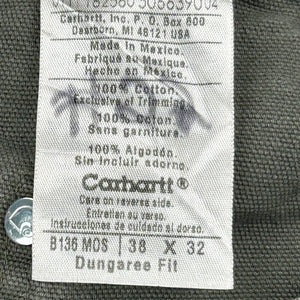 Carhartt, Inc. P.O. Box 600
Dearborn, MI 48121 USA
Made in Mexico.
Fabriqué au Mexique
Hecho en México.
100% Cotton.
Exclusive of Trimming.
100% Coton.
Sans garniture.
100% Algodón.
Sin incluir adorno.
Carhartt®
Care on reverse side.
Entretien au verso.
Instrucciones de cuidado al dorso.
B136 MOS 38 X 32
Dungaree Fit